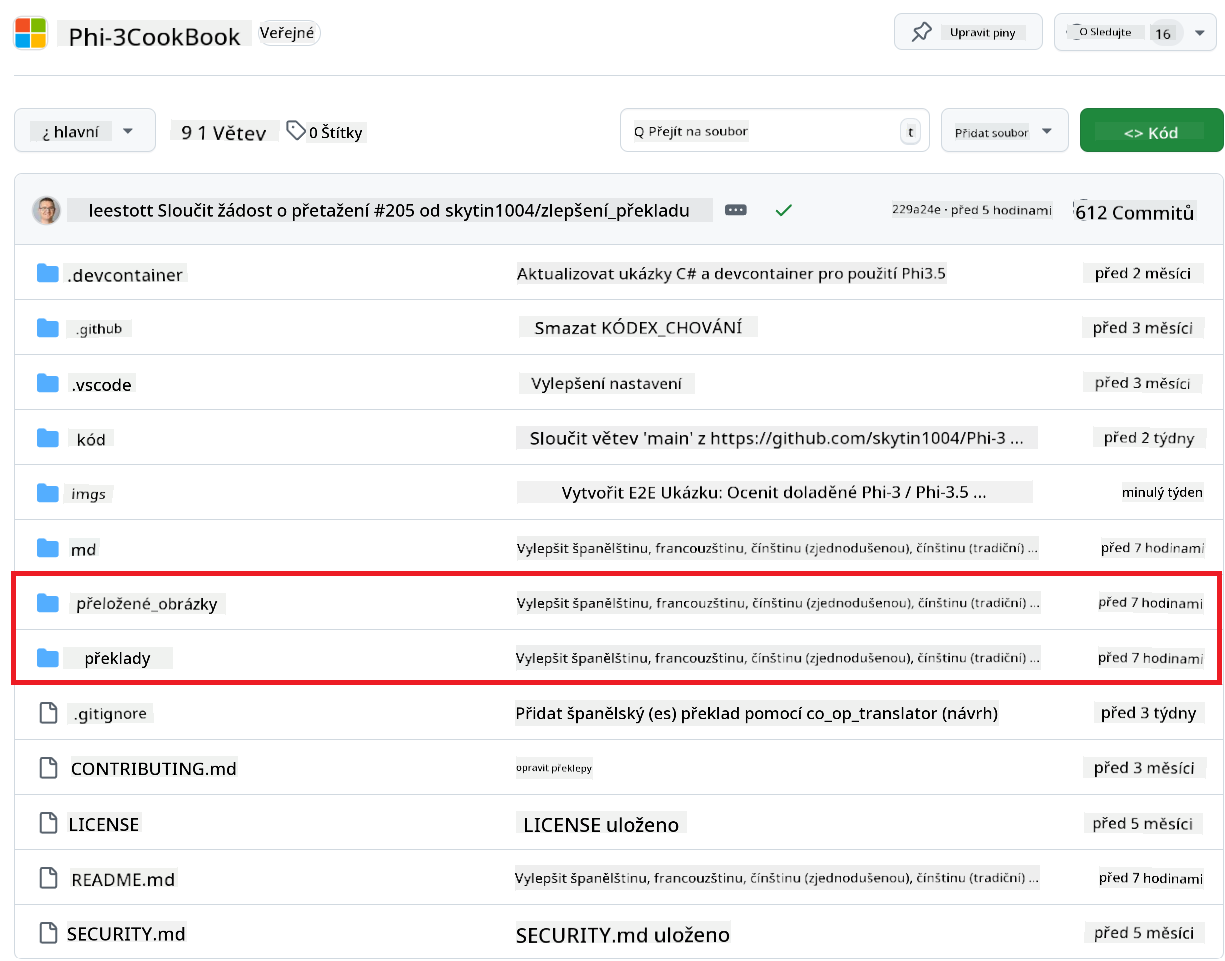 Phi-3CookBook Veřejné Upravit piny O Sledujte 16
¿ hlavní 9 1 Větev 0 Štítky Q Přejít na soubor t Přidat soubor <> Kód
leestott Sloučit žádost o přetažení #205 od skytin1004/zlepšení_překladu 229a24e · před 5 hodinami 612 Commitů
.devcontainer Aktualizovat ukázky C# a devcontainer pro použití Phi3.5 před 2 měsíci
.github Smazat KÓDEX_CHOVÁNÍ před 3 měsíci
.vscode Vylepšení nastavení před 3 měsíci
kód Sloučit větev 'main' z https://github.com/skytin1004/Phi-3 ... před 2 týdny
imgs Vytvořit E2E Ukázku: Ocenit doladěné Phi-3 / Phi-3.5 ... minulý týden
md Vylepšit španělštinu, francouzštinu, čínštinu (zjednodušenou), čínštinu (tradiční) ... před 7 hodinami
přeložené_obrázky Vylepšit španělštinu, francouzštinu, čínštinu (zjednodušenou), čínštinu (tradiční) ... před 7 hodinami
překlady Vylepšit španělštinu, francouzštinu, čínštinu (zjednodušenou), čínštinu (tradiční) ... před 7 hodinami
.gitignore Přidat španělský (es) překlad pomocí co_op_translator (návrh) před 3 týdny
CONTRIBUTING.md opravit překlepy před 3 měsíci
LICENSE LICENSE uloženo před 5 měsíci
README.md Vylepšit španělštinu, francouzštinu, čínštinu (zjednodušenou), čínštinu (tradiční) ... před 7 hodinami
SECURITY.md SECURITY.md uloženo před 5 měsíci